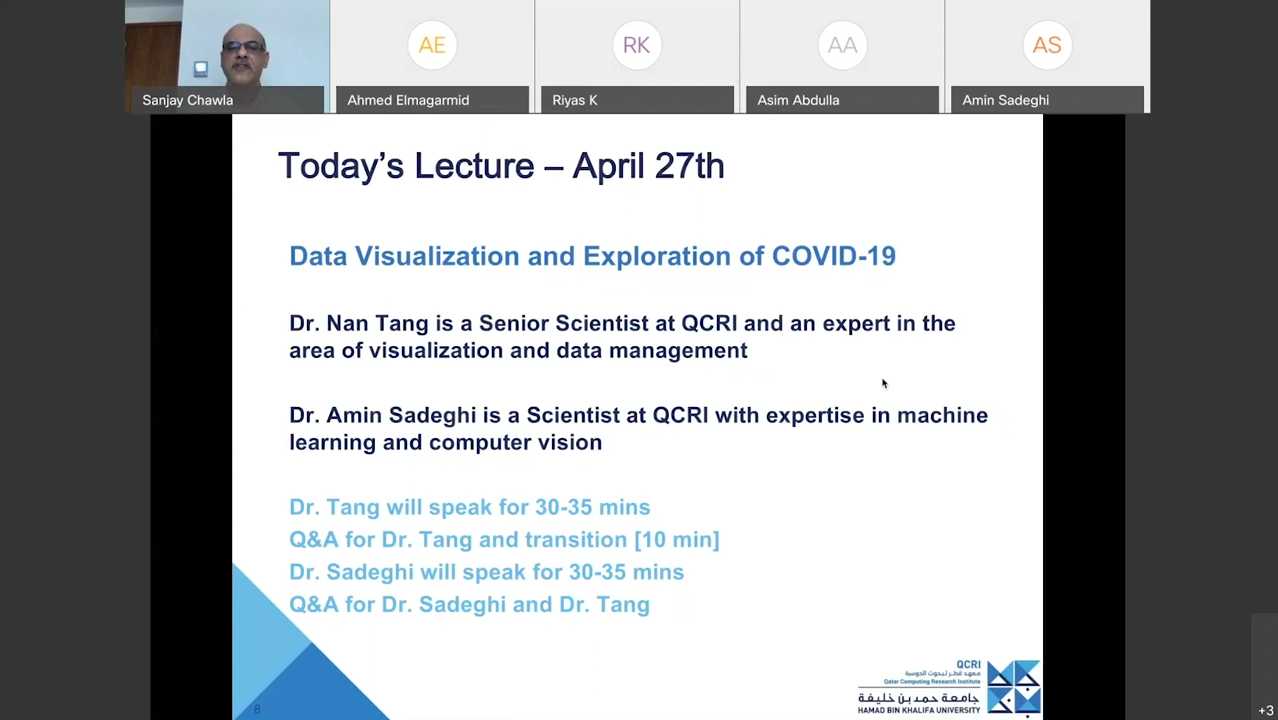 AE
RK
AA
AS
Sanjay Chawla
Ahmed Elmagarmid
Riyas K
Asim Abdulla
Amin Sadeghi
Today's Lecture – April 27th
Data Visualization and Exploration of COVID-19
Dr. Nan Tang is a Senior Scientist at QCRI and an expert in the
area of visualization and data management
Dr. Amin Sadeghi is a Scientist at QCRI with expertise in machine
learning and computer vision
Dr. Tang will speak for 30-35 mins
Q&A for Dr. Tang and transition [10 min]
Dr. Sadeghi will speak for 30-35 mins
Q&A for Dr. Sadeghi and Dr. Tang
8
QCRI
معهد قطر لبحوث الحوسبة
Qatar Computing Research Institute
جامعة حمد بن خليفة
HAMAD BIN KHALIFA UNIVERSITY
+3